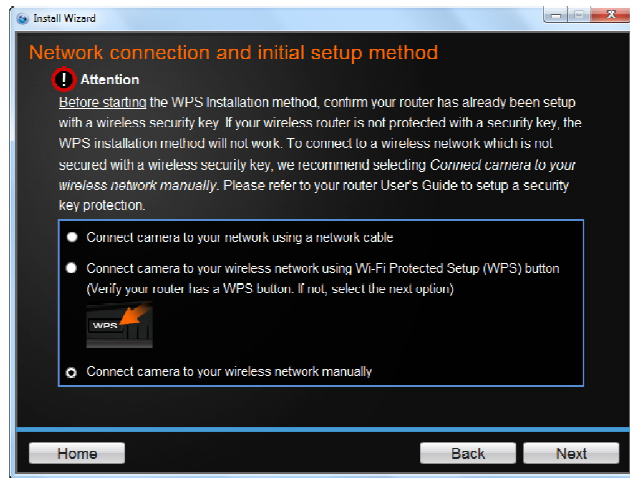 Install Wizard
Network connection and initial setup method
! Attention
Before starting the WPS Installation method, confirm your router has already been setup
with a wireless security key. If your wireless router is not protected with a security key, the
WPS installation method will not work. To connect to a wireless network which is not
secured with a wireless security key, we recommend selecting Connect camera to your
wireless network manually. Please refer to your router User's Guide to setup a security
key protection.
Connect camera to your network using a network cable
Connect camera to your wireless network using Wi-Fi Protected Setup (WPS) button
(Verify your router has a WPS button. If not, select the next option)
WPS
Connect camera to your wireless network manually
Home
Back
Next